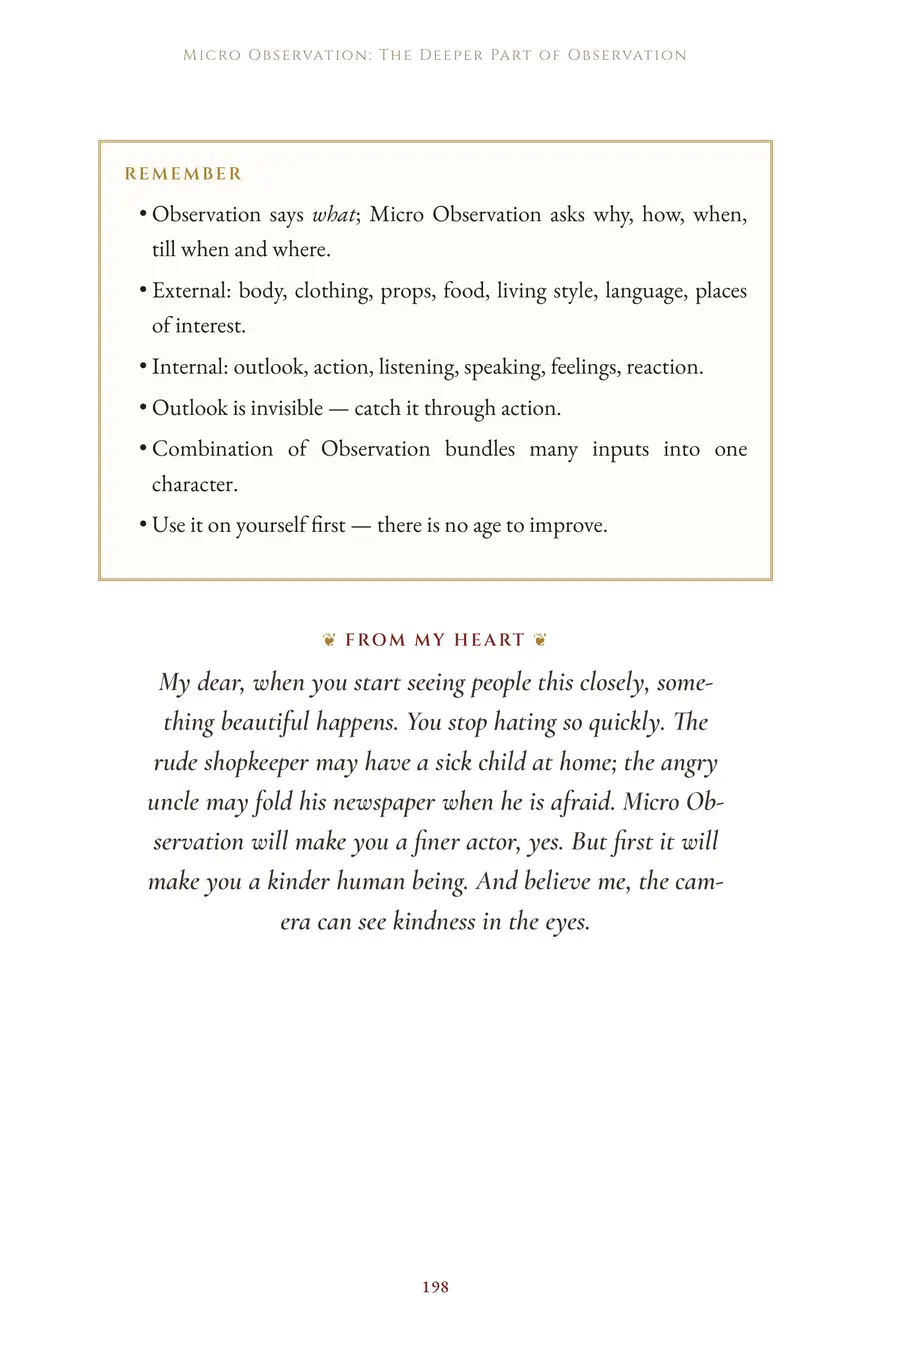 Micro Observation: The Deeper Part of Observation
REMEMBER
• Observation says what; Micro Observation asks why, how, when,
till when and where.
• External: body, clothing, props, food, living style, language, places
of interest.
• Internal: outlook, action, listening, speaking, feelings, reaction.
• Outlook is invisible — catch it through action.
• Combination of Observation bundles many inputs into one
character.
• Use it on yourself first — there is no age to improve.
❦ FROM MY HEART ❦
My dear, when you start seeing people this closely, some-
thing beautiful happens. You stop hating so quickly. The
rude shopkeeper may have a sick child at home; the angry
uncle may fold his newspaper when he is afraid. Micro Ob-
servation will make you a finer actor, yes. But first it will
make you a kinder human being. And believe me, the cam-
era can see kindness in the eyes.
198